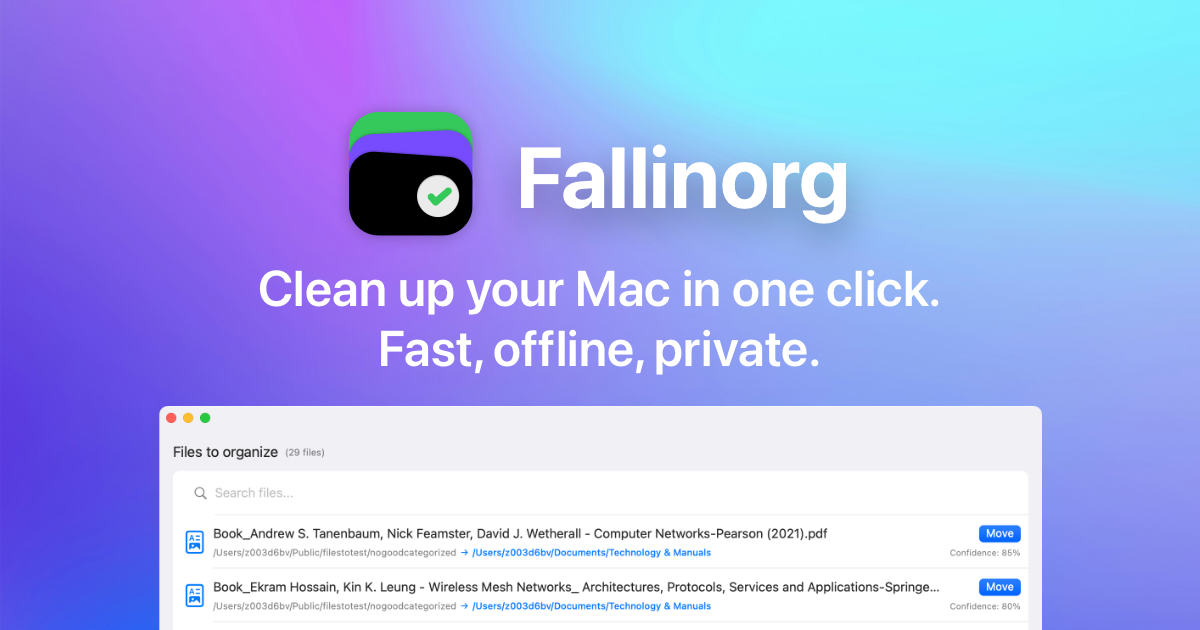 Fallinorg
Clean up your Mac in one click.
Fast, offline, private.
Files to organize (29 files)
Search files...
Book_Andrew S. Tanenbaum, Nick Feamster, David J. Wetherall - Computer Networks-Pearson (2021).pdf
Move
/Users/z003d6bv/Public/filestotest/nogoodcategorized → /Users/z003d6bv/Documents/Technology & Manuals
Confidence: 85%
Book_Ekram Hossain, Kin K. Leung - Wireless Mesh Networks_ Architectures, Protocols, Services and Applications-Springe...
Move
/Users/z003d6bv/Public/filestotest/nogoodcategorized → /Users/z003d6bv/Documents/Technology & Manuals
Confidence: 80%